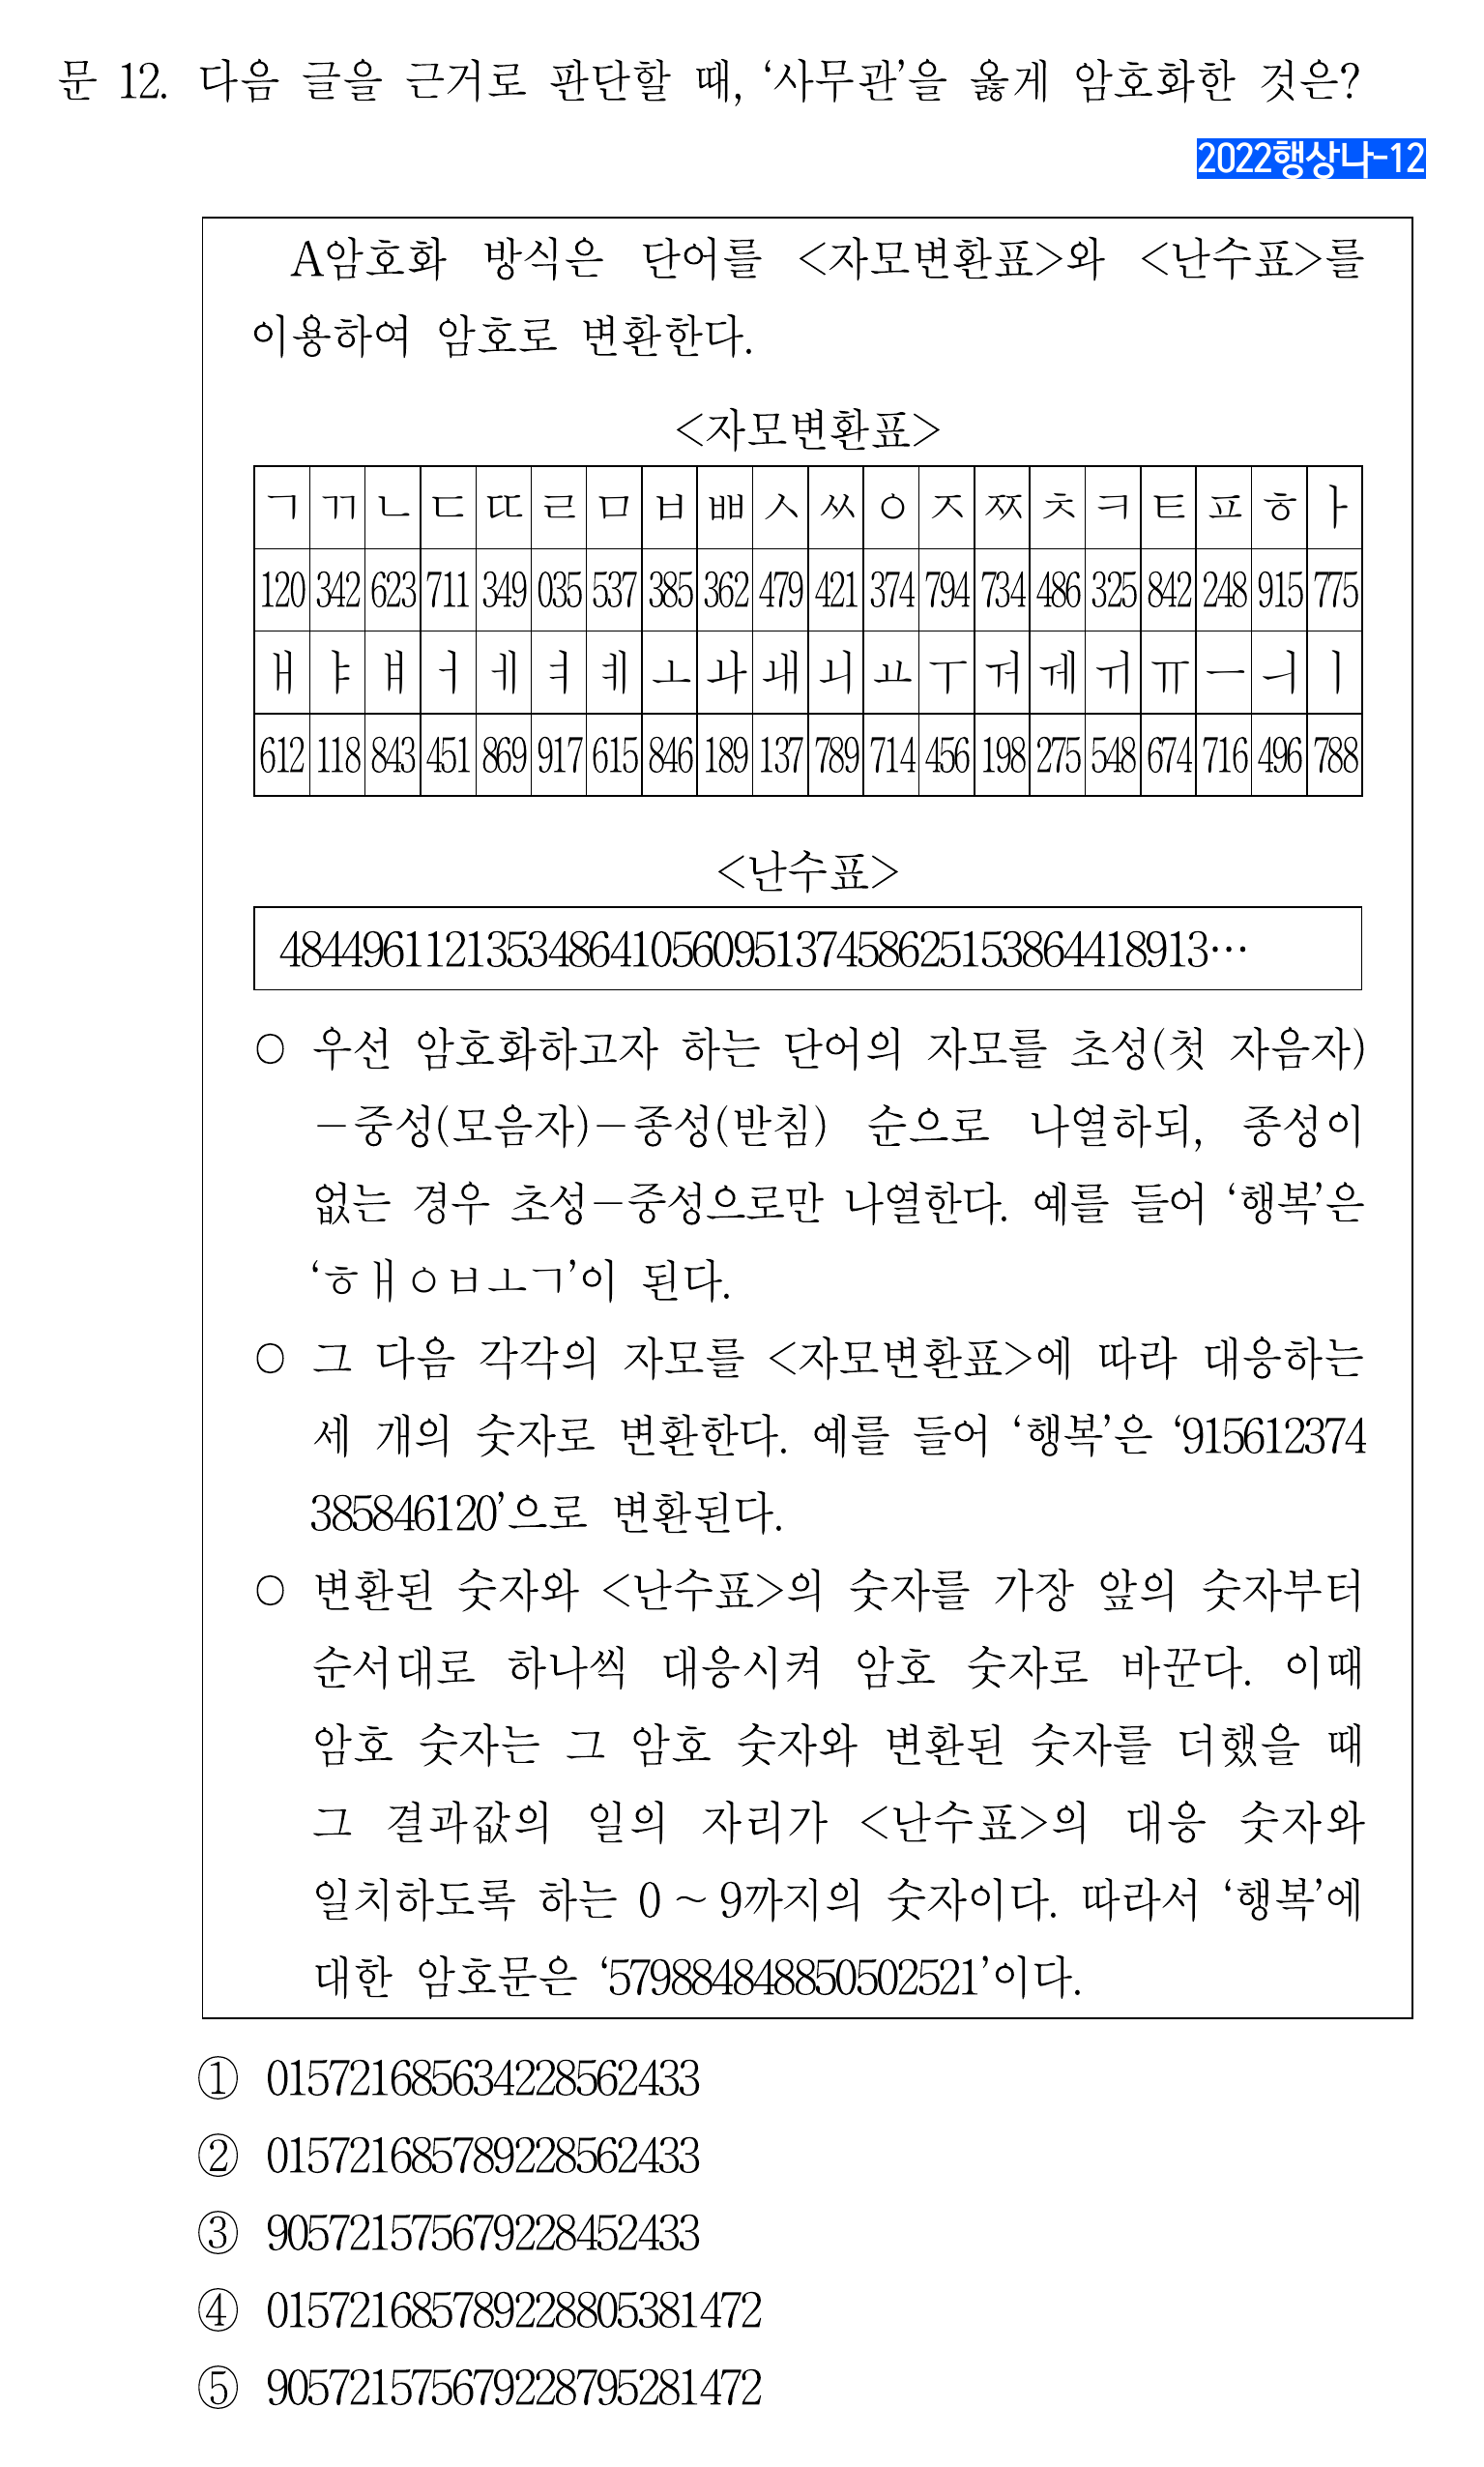 문 12. 다음 글을 근거로 판단할 때, ‘사무관’을 옳게 암호화한 것은?
2022행상나-12
A암호화 방식은 단어를 <자모변환표>와 <난수표>를
이용하여 암호로 변환한다.
<자모변환표>
ㄱ ㄲ ㄴ ㄷ ㄸ ㄹ ㅁ ㅂ ㅃ ㅅ ㅆ ㅇ ㅈ ㅉ ㅊ ㅋ ㅌ ㅍ ㅎ ㅏ
120 342 623 711 349 035 537 385 362 479 421 374 794 734 486 325 842 248 915 775
ㅐ ㅑ ㅒ ㅓ ㅔ ㅕ ㅖ ㅗ ㅘ ㅙ ㅚ ㅛ ㅜ ㅝ ㅞ ㅟ ㅠ ㅡ ㅢ ㅣ
612 118 843 451 869 917 615 846 189 137 789 714 456 198 275 548 674 716 496 788
<난수표>
484496112135348641056095137458625153864418913…
○ 우선 암호화하고자 하는 단어의 자모를 초성(첫 자음자)
－중성(모음자)－종성(받침) 순으로 나열하되, 종성이
없는 경우 초성－중성으로만 나열한다. 예를 들어 ‘행복’은
‘ㅎㅐㅇㅂㅗㄱ’이 된다.
○ 그 다음 각각의 자모를 <자모변환표>에 따라 대응하는
세 개의 숫자로 변환한다. 예를 들어 ‘행복’은 ‘915612374
385846120’으로 변환된다.
○ 변환된 숫자와 <난수표>의 숫자를 가장 앞의 숫자부터
순서대로 하나씩 대응시켜 암호 숫자로 바꾼다. 이때
암호 숫자는 그 암호 숫자와 변환된 숫자를 더했을 때
그 결과값의 일의 자리가 <난수표>의 대응 숫자와
일치하도록 하는 0 ~ 9까지의 숫자이다. 따라서 ‘행복’에
대한 암호문은 ‘579884848850502521’이다.
① 015721685634228562433
② 015721685789228562433
③ 905721575679228452433
④ 015721685789228805381472
⑤ 905721575679228795281472